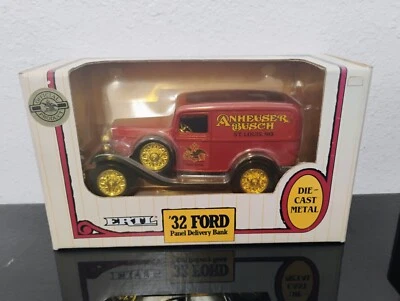 ANHEUSER
BUSCH
ST. LOUIS, MO.
DIE-
CAST
METAL
ERTL
'32 FORD
Panel Delivery Bank